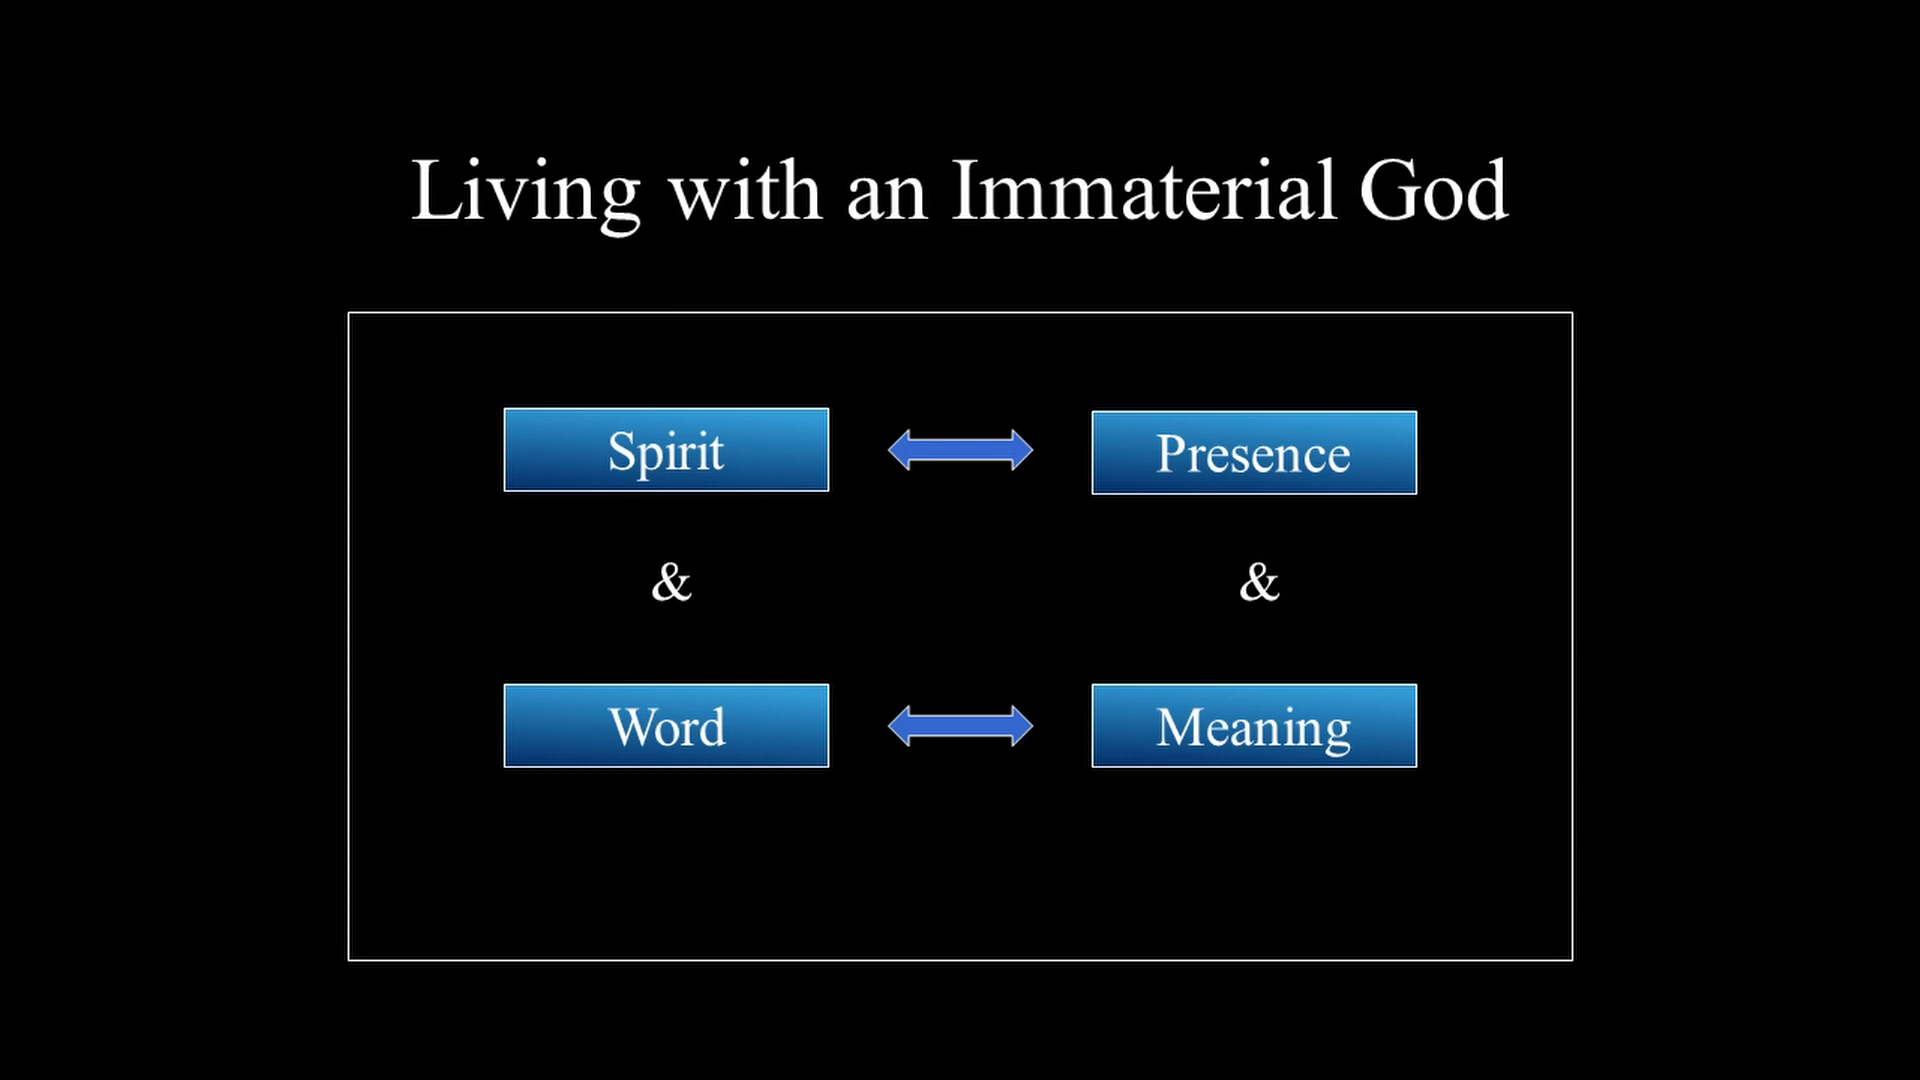 Living with an Immaterial God
Spirit
Presence
&
&
Word
Meaning